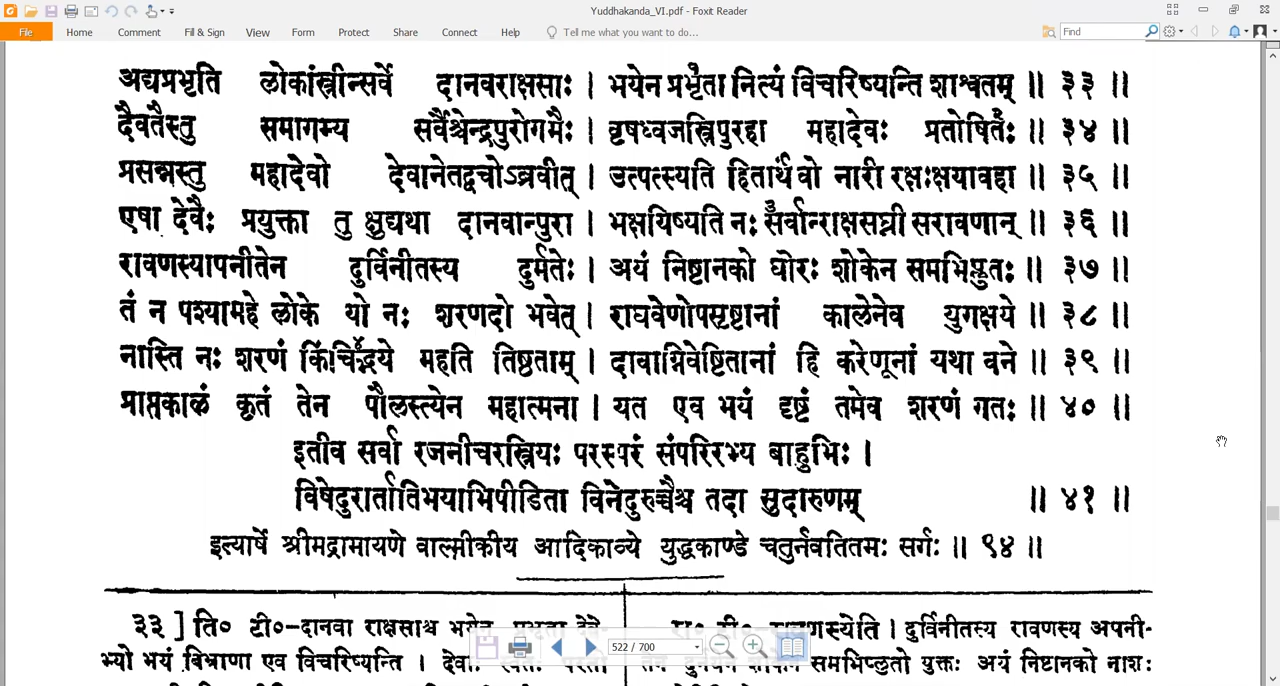 Yuddhakanda_VI.pdf - Foxit Reader
File Home Comment Fill & Sign View Form Protect Share Connect Help Tell me what you want to do... Find
अद्यप्रभृति लोकांस्त्रीन्सर्वे दानवराक्षसाः । भयेन प्रभृता नित्यं विचरिष्यन्ति शाश्वतम् ॥ ३३ ॥
दैवतैस्तु समागम्य सर्वैश्चेन्द्रपुरोगमैः । वृषध्वजस्त्रिपुरहा महादेवः प्रतोषितः ॥ ३४ ॥
प्रसन्नस्तु महादेवो देवानेतद्वचोऽब्रवीत् । उत्पत्स्यति हितार्थं वो नारी रक्षःक्षयावहा ॥ ३५ ॥
एषा देवैः प्रयुक्ता तु क्षुद्यथा दानवान्पुरा । भक्षयिष्यति नः सर्वान्राक्षसघ्नी सरावणान् ॥ ३६ ॥
रावणस्यापनीतेन दुर्विनीतस्य दुर्मतेः । अयं निष्टानको घोरः शोकेन समभिप्लुतः ॥ ३७ ॥
तं न पश्यामहे लोके यो नः शरणदो भवेत् । राघवेणोपसृष्टानां कालेनेव युगक्षये ॥ ३८ ॥
नास्ति नः शरणं किंचिद्भये महति तिष्ठताम् । दावाग्निवेष्टितानां हि करेणूनां यथा वने ॥ ३९ ॥
प्राप्तकालं कृतं तेन पौलस्त्येन महात्मना । यत एव भयं दृष्टं तमेव शरणं गतः ॥ ४० ॥
इतीव सर्वा रजनीचरस्त्रियः परस्परं संपरिरभ्य बाहुभिः ।
विषेदुरार्तातिभयाभिपीडिता विनेदुरुच्चैश्च तदा सुदारुणम् ॥ ४१ ॥
इत्यार्षे श्रीमद्रामायणे वाल्मीकीय आदिकाव्ये युद्धकाण्डे चतुर्नवतितमः सर्गः ॥ ९४ ॥
३३ ] ति० टी०-दानवा राक्षसाश्च भयेन
दुर्विनीतस्य रावणस्य अपनी-
522 / 700
भ्यो भयं बिभ्राणा एव विचरिष्यन्ति ।
समभिप्लुतो युक्तः अयं निष्टानको नाशः